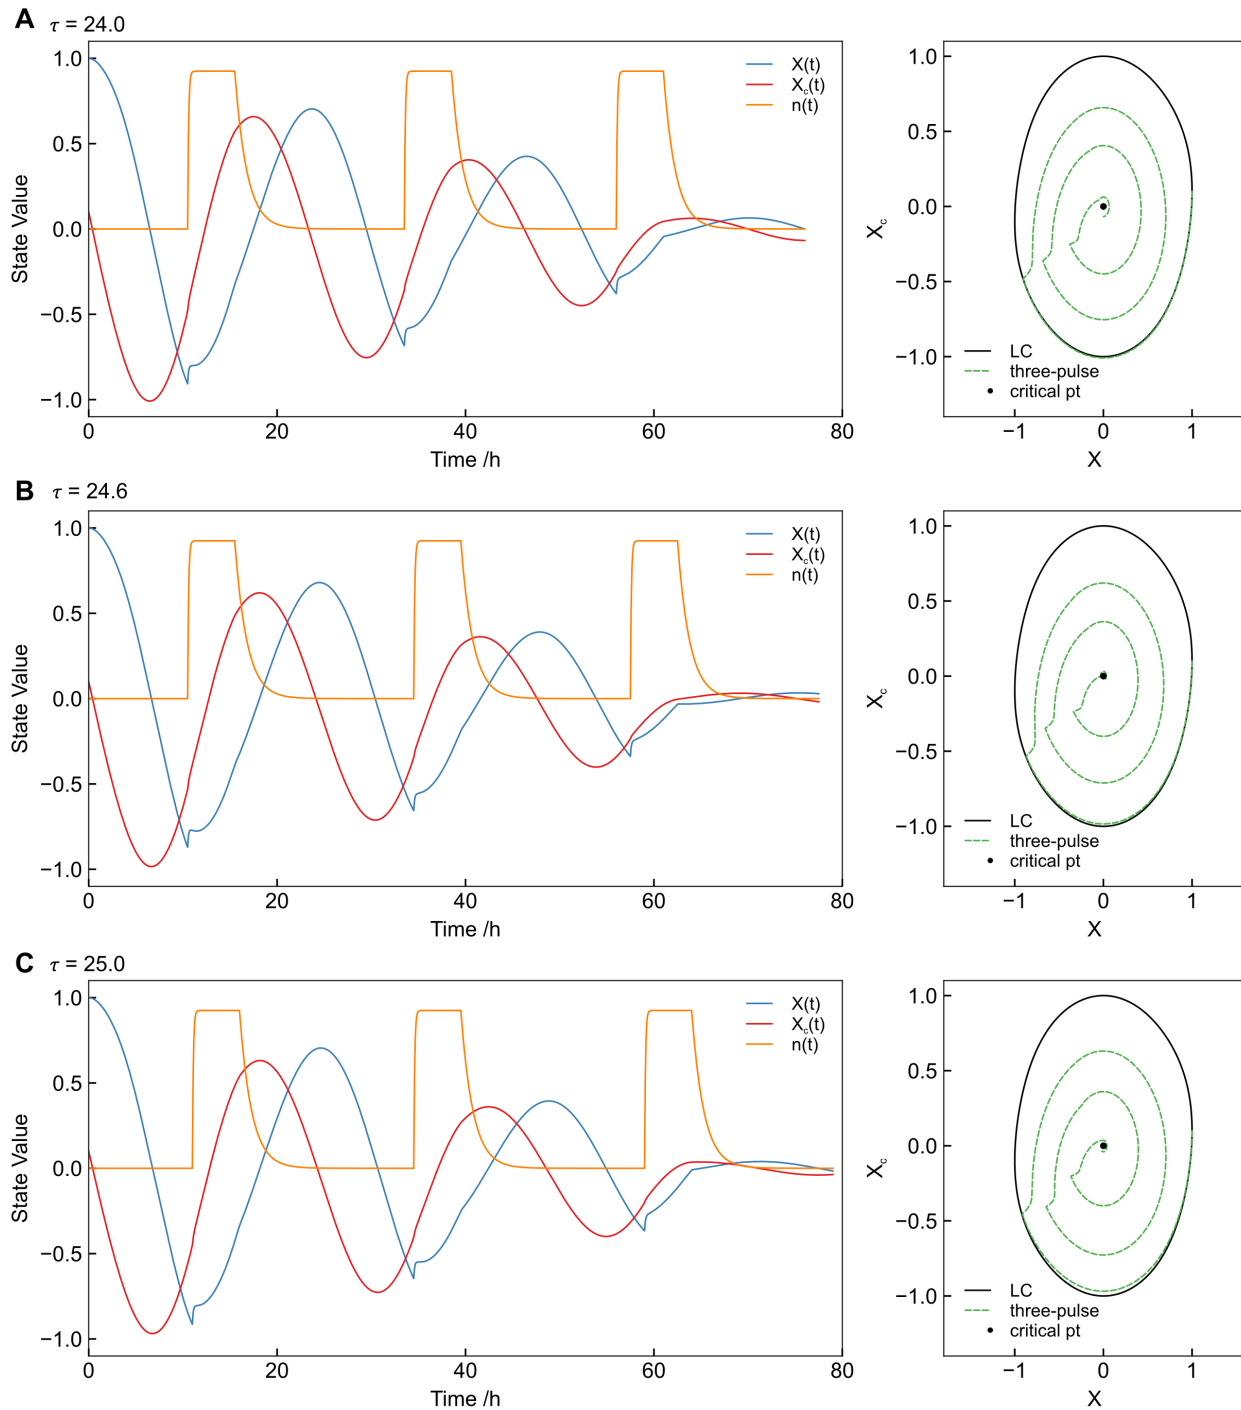 A
τ = 24.0
1.0
0.5
0.0
−0.5
−1.0
State Value
0
20
40
60
80
Time /h
X(t)
X꜀(t)
n(t)
1.0
0.5
0.0
−0.5
−1.0
X꜀
−1
0
1
X
LC
three-pulse
critical pt
B
τ = 24.6
1.0
0.5
0.0
−0.5
−1.0
State Value
0
20
40
60
80
Time /h
X(t)
X꜀(t)
n(t)
1.0
0.5
0.0
−0.5
−1.0
X꜀
−1
0
1
X
LC
three-pulse
critical pt
C
τ = 25.0
1.0
0.5
0.0
−0.5
−1.0
State Value
0
20
40
60
80
Time /h
X(t)
X꜀(t)
n(t)
1.0
0.5
0.0
−0.5
−1.0
X꜀
−1
0
1
X
LC
three-pulse
critical pt